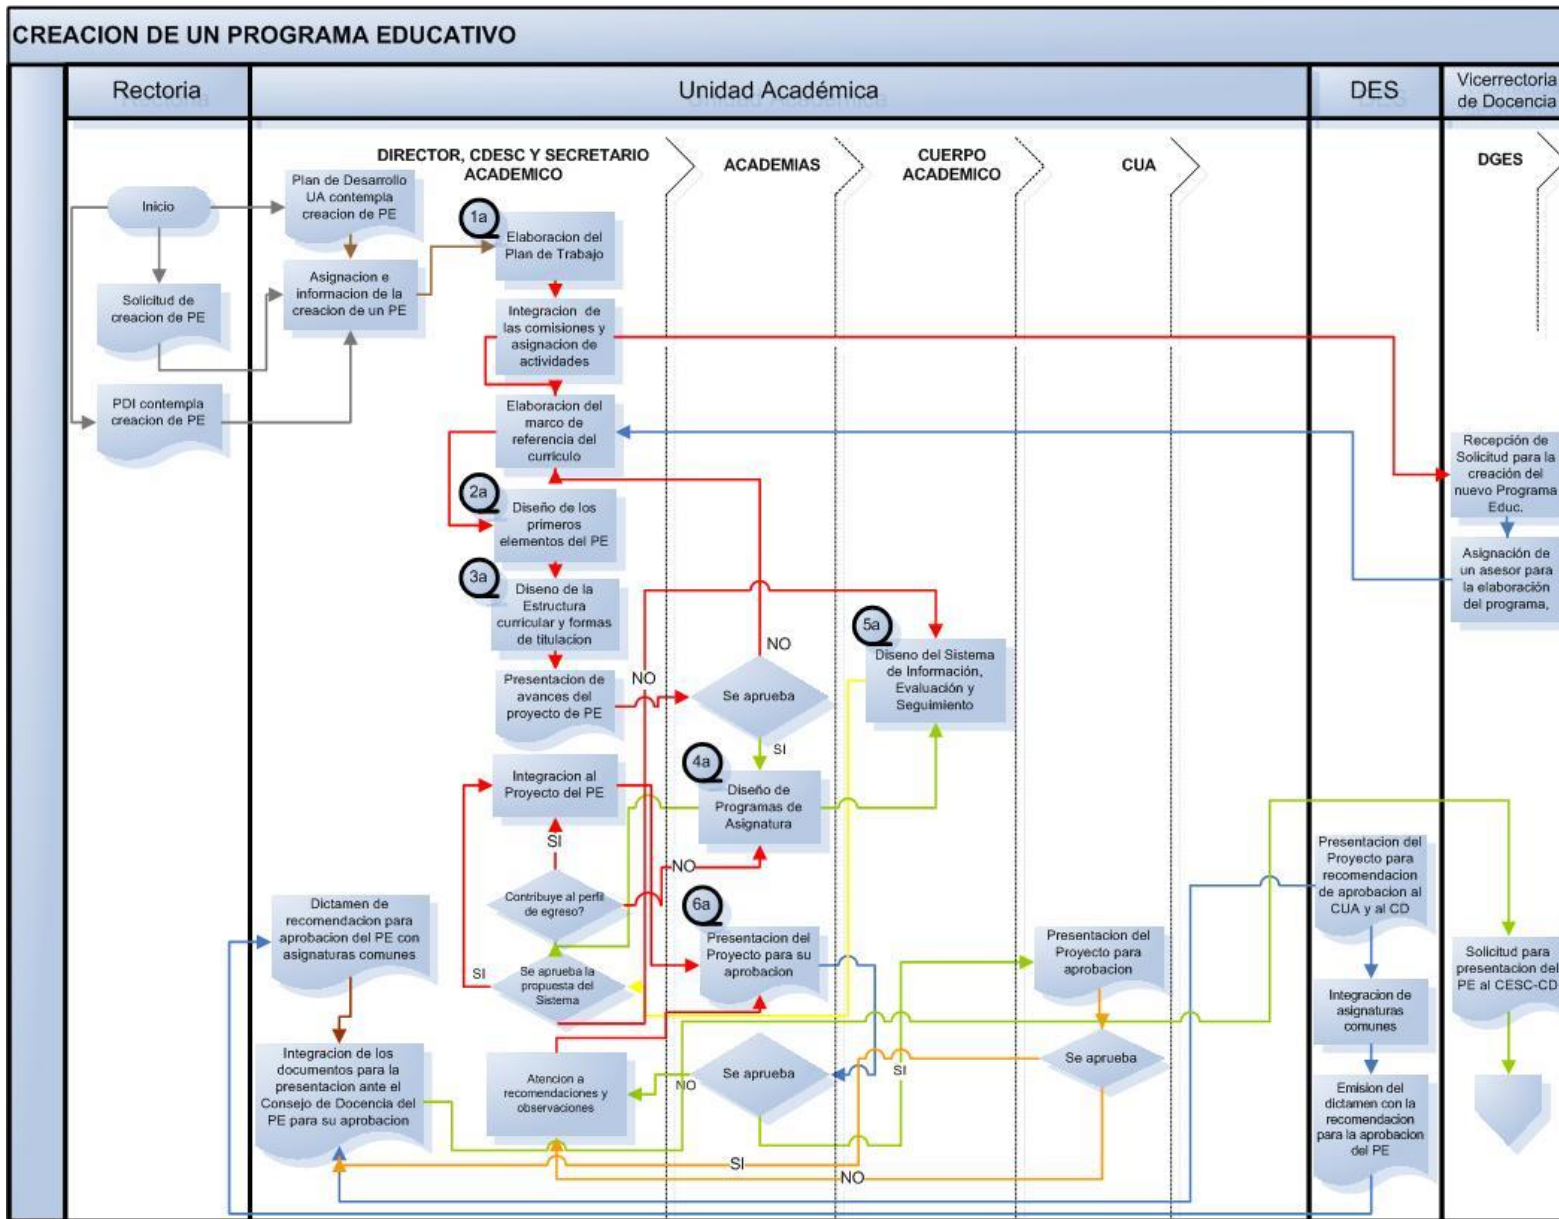 CREACION DE UN PROGRAMA EDUCATIVO
Rectoria
Unidad Académica
DES
Vicerrectoria
de Docencia
DIRECTOR, CDESC Y SECRETARIO
ACADEMICO
ACADEMIAS
CUERPO
ACADEMICO
CUA
DGES
Inicio
Plan de Desarrollo
UA contempla
creacion de PE
Solicitud de
creacion de PE
Asignacion e
informacion de la
creacion de un PE
PDI contempla
creacion de PE
1a
Elaboracion del
Plan de Trabajo
Integracion de
las comisiones y
asignacion de
actividades
Elaboracion del
marco de
referencia del
curriculo
2a
Diseño de los
primeros
elementos del PE
3a
Diseno de la
Estructura
curricular y formas
de titulacion
Presentacion de
avances del
proyecto de PE
NO
NO
Se aprueba
SI
5a
Diseno del Sistema
de Información,
Evaluación y
Seguimiento
Recepción de
Solicitud para la
creación del
nuevo Programa
Educ.
Asignación de
un asesor para
la elaboración
del programa,
Integracion al
Proyecto del PE
4a
Diseño de
Programas de
Asignatura
SI
NO
Contribuye al perfil
de egreso?
SI
Se aprueba la
propuesta del
Sistema
6a
Presentacion del
Proyecto para su
aprobacion
Presentacion del
Proyecto para
aprobacion
Presentacion del
Proyecto para
recomendacion
de aprobacion al
CUA y al CD
Solicitud para
presentacion del
PE al CESC-CD
Dictamen de
recomendacion para
aprobacion del PE con
asignaturas comunes
Integracion de
asignaturas
comunes
Integracion de los
documentos para la
presentacion ante el
Consejo de Docencia del
PE para su aprobacion
Atencion a
recomendaciones y
observaciones
NO
Se aprueba
SI
Se aprueba
Emision del
dictamen con la
recomendacion
para la aprobacion
del PE
SI
NO